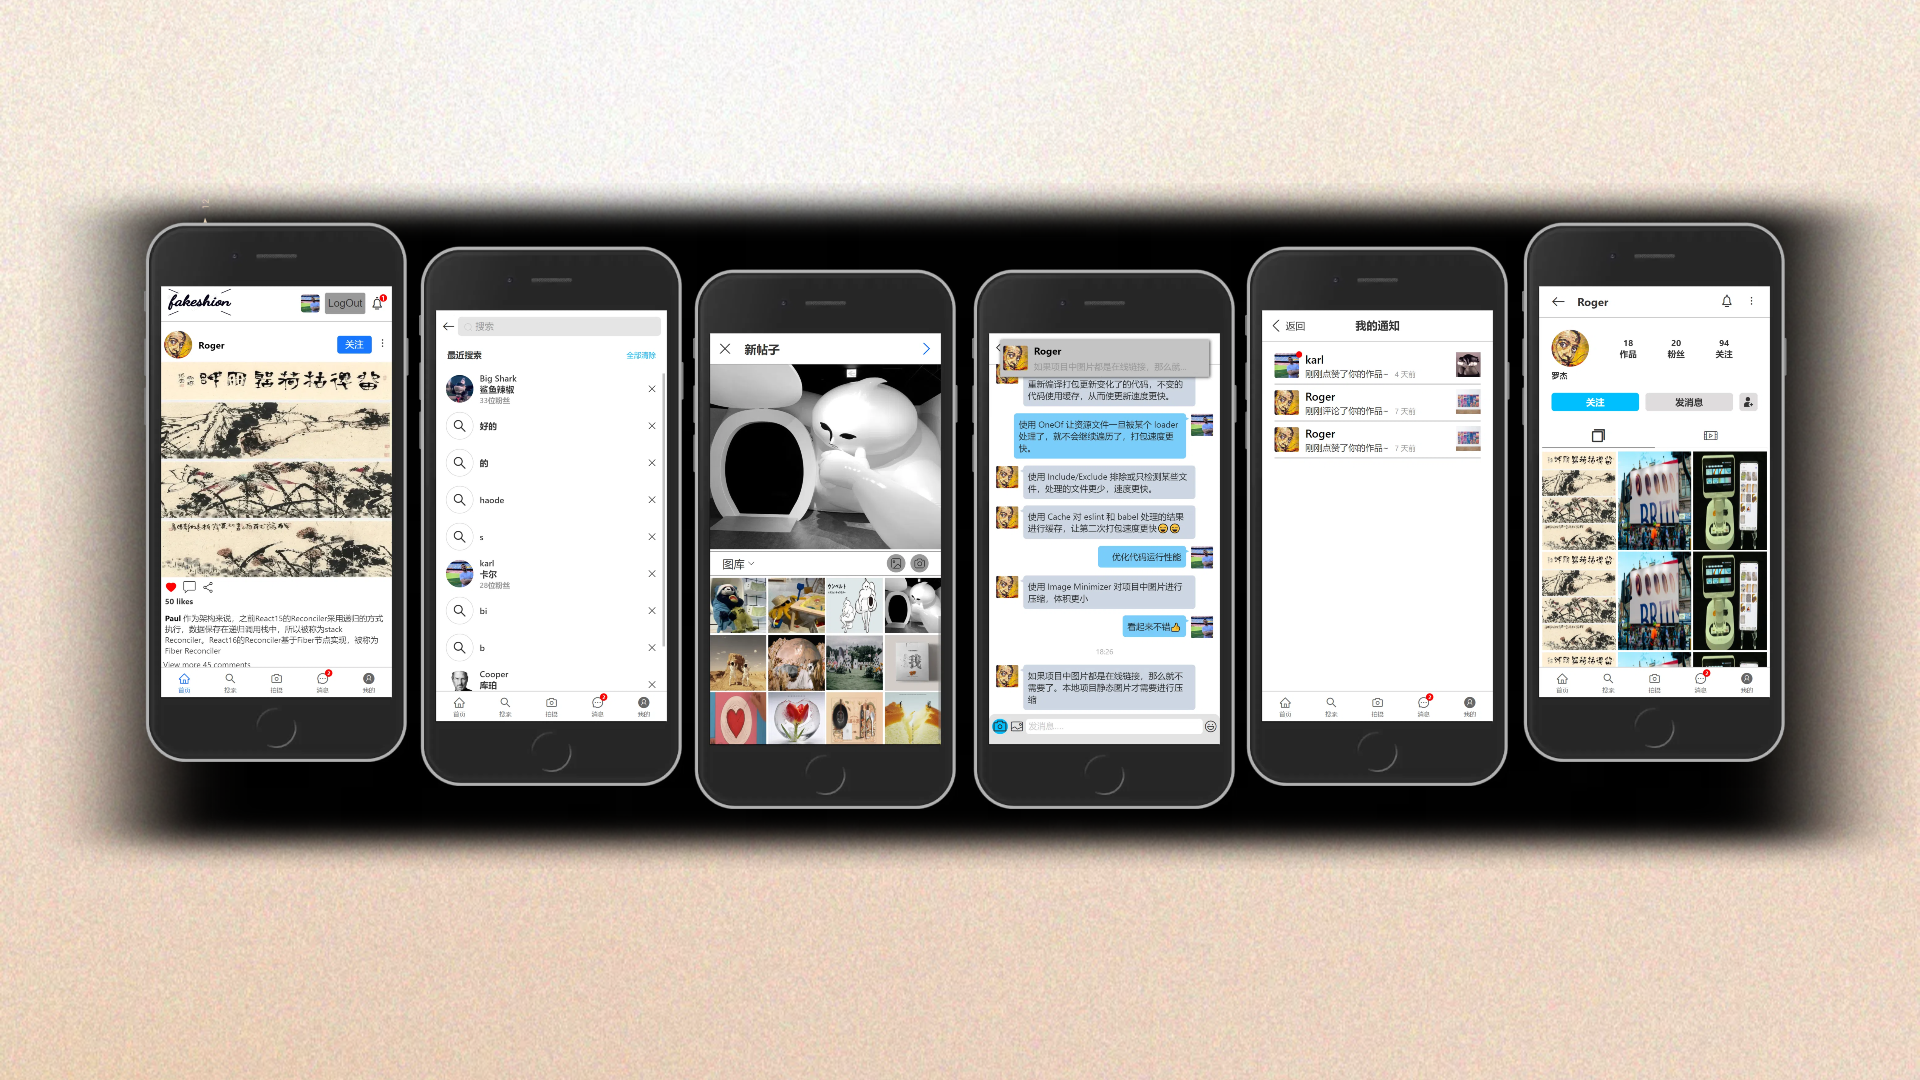 fakeshion
LogOut
1
Roger
关注
50 likes
Paul 作为架构来说，之前React15的Reconciler采用递归的方式
执行，数据保存在递归调用栈中，所以被称为stack
Reconciler。React16的Reconciler基于Fiber节点实现，被称为
Fiber Reconciler
View more 45 comments
首页
搜索
拍摄
消息
我的
搜索
最近搜索
全部清除
Big Shark
鲨鱼辣椒
33位粉丝
好的
的
haode
s
karl
卡尔
20位粉丝
bi
b
Cooper
库珀
首页
搜索
拍摄
消息
我的
新帖子
图库
我
Roger
如果项目中图片都是在线链接，那么就...
重新编译打包更新变化了的代码，不变的
代码使用缓存，从而使更新速度更快。
使用 OneOf 让资源文件一旦被某个 loader
处理了，就不会继续遍历了，打包速度更
快。
使用 Include/Exclude 排除或只检测某些文
件，处理的文件更少，速度更快。
使用 Cache 对 eslint 和 babel 处理的结果
进行缓存，让第二次打包速度更快😄😄
优化代码运行性能
使用 Image Minimizer 对项目中图片进行
压缩，体积更小
看起来不错👍
18:26
如果项目中图片都是在线链接，那么就不
需要了。本地项目静态图片才需要进行压
缩
发消息....
返回
我的通知
karl
刚刚点赞了你的作品~ 4 天前
Roger
刚刚评论了你的作品~ 7 天前
Roger
刚刚点赞了你的作品~ 7 天前
首页
搜索
拍摄
消息
我的
Roger
18
20
94
作品
粉丝
关注
罗杰
关注
发消息
首页
搜索
拍摄
消息
我的